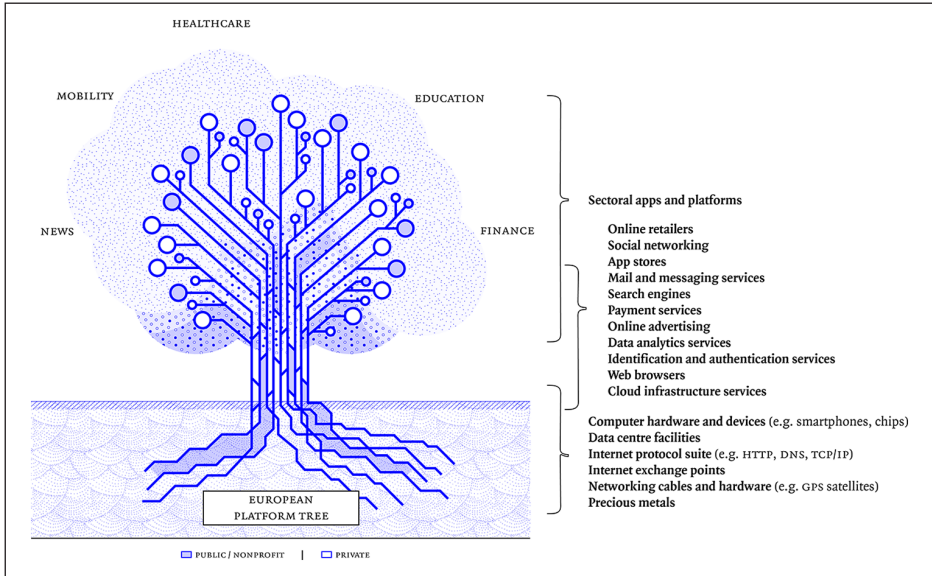 HEALTHCARE
MOBILITY
EDUCATION
NEWS
FINANCE
Sectoral apps and platforms
Online retailers
Social networking
App stores
Mail and messaging services
Search engines
Payment services
Online advertising
Data analytics services
Identification and authentication services
Web browsers
Cloud infrastructure services
Computer hardware and devices (e.g. smartphones, chips)
Data centre facilities
Internet protocol suite (e.g. HTTP, DNS, TCP/IP)
Internet exchange points
Networking cables and hardware (e.g. GPS satellites)
Precious metals
EUROPEAN
PLATFORM TREE
PUBLIC / NONPROFIT | PRIVATE